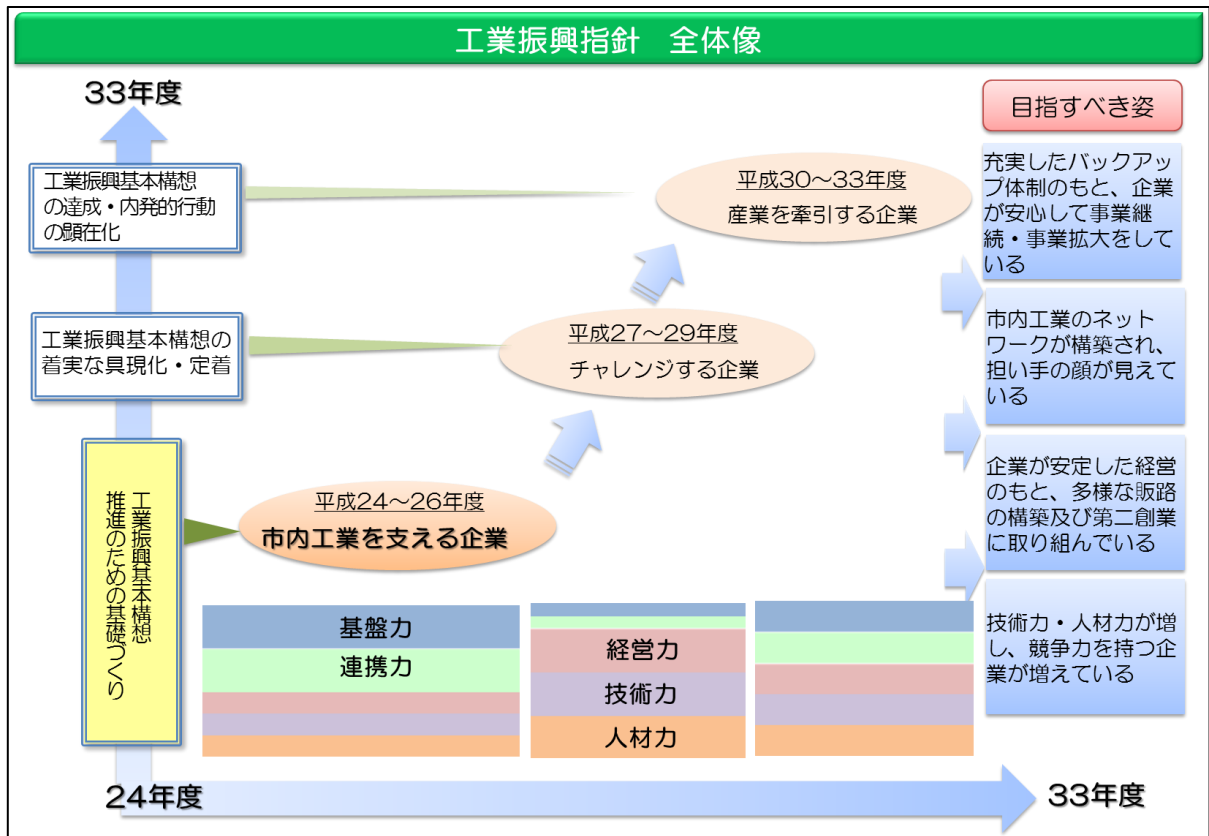 工業振興指針　全体像
33年度
工業振興基本構想
の達成・内発的行動
の顕在化
工業振興基本構想の
着実な具現化・定着
工業振興基本構想
推進のための基礎づくり
平成30～33年度
産業を牽引する企業
平成27～29年度
チャレンジする企業
平成24～26年度
市内工業を支える企業
基盤力
連携力
経営力
技術力
人材力
目指すべき姿
充実したバックアッ
プ体制のもと、企業
が安心して事業継
続・事業拡大をして
いる
市内工業のネット
ワークが構築され、
担い手の顔が見えて
いる
企業が安定した経営
のもと、多様な販路
の構築及び第二創業
に取り組んでいる
技術力・人材力が増
し、競争力を持つ企
業が増えている
24年度
33年度